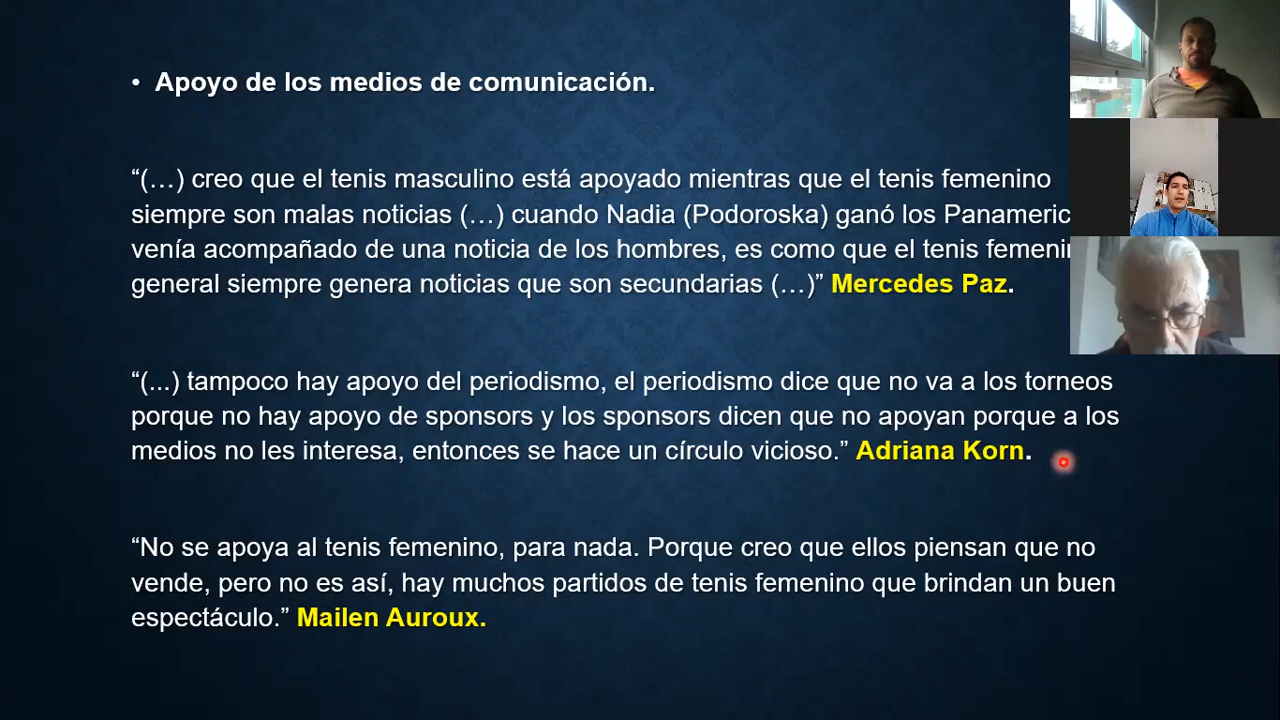 • Apoyo de los medios de comunicación.
“(…) creo que el tenis masculino está apoyado mientras que el tenis femenino
siempre son malas noticias (…) cuando Nadia (Podoroska) ganó los
venía acompañado de una noticia de los hombres, es como que el tenis
general siempre genera noticias que son secundarias (…)” Mercedes Paz.
“(...) tampoco hay apoyo del periodismo, el periodismo dice que no va a los torneos
porque no hay apoyo de sponsors y los sponsors dicen que no apoyan porque a los
medios no les interesa, entonces se hace un círculo vicioso.” Adriana Korn.
“No se apoya al tenis femenino, para nada. Porque creo que ellos piensan que no
vende, pero no es así, hay muchos partidos de tenis femenino que brindan un buen
espectáculo.” Mailen Auroux.